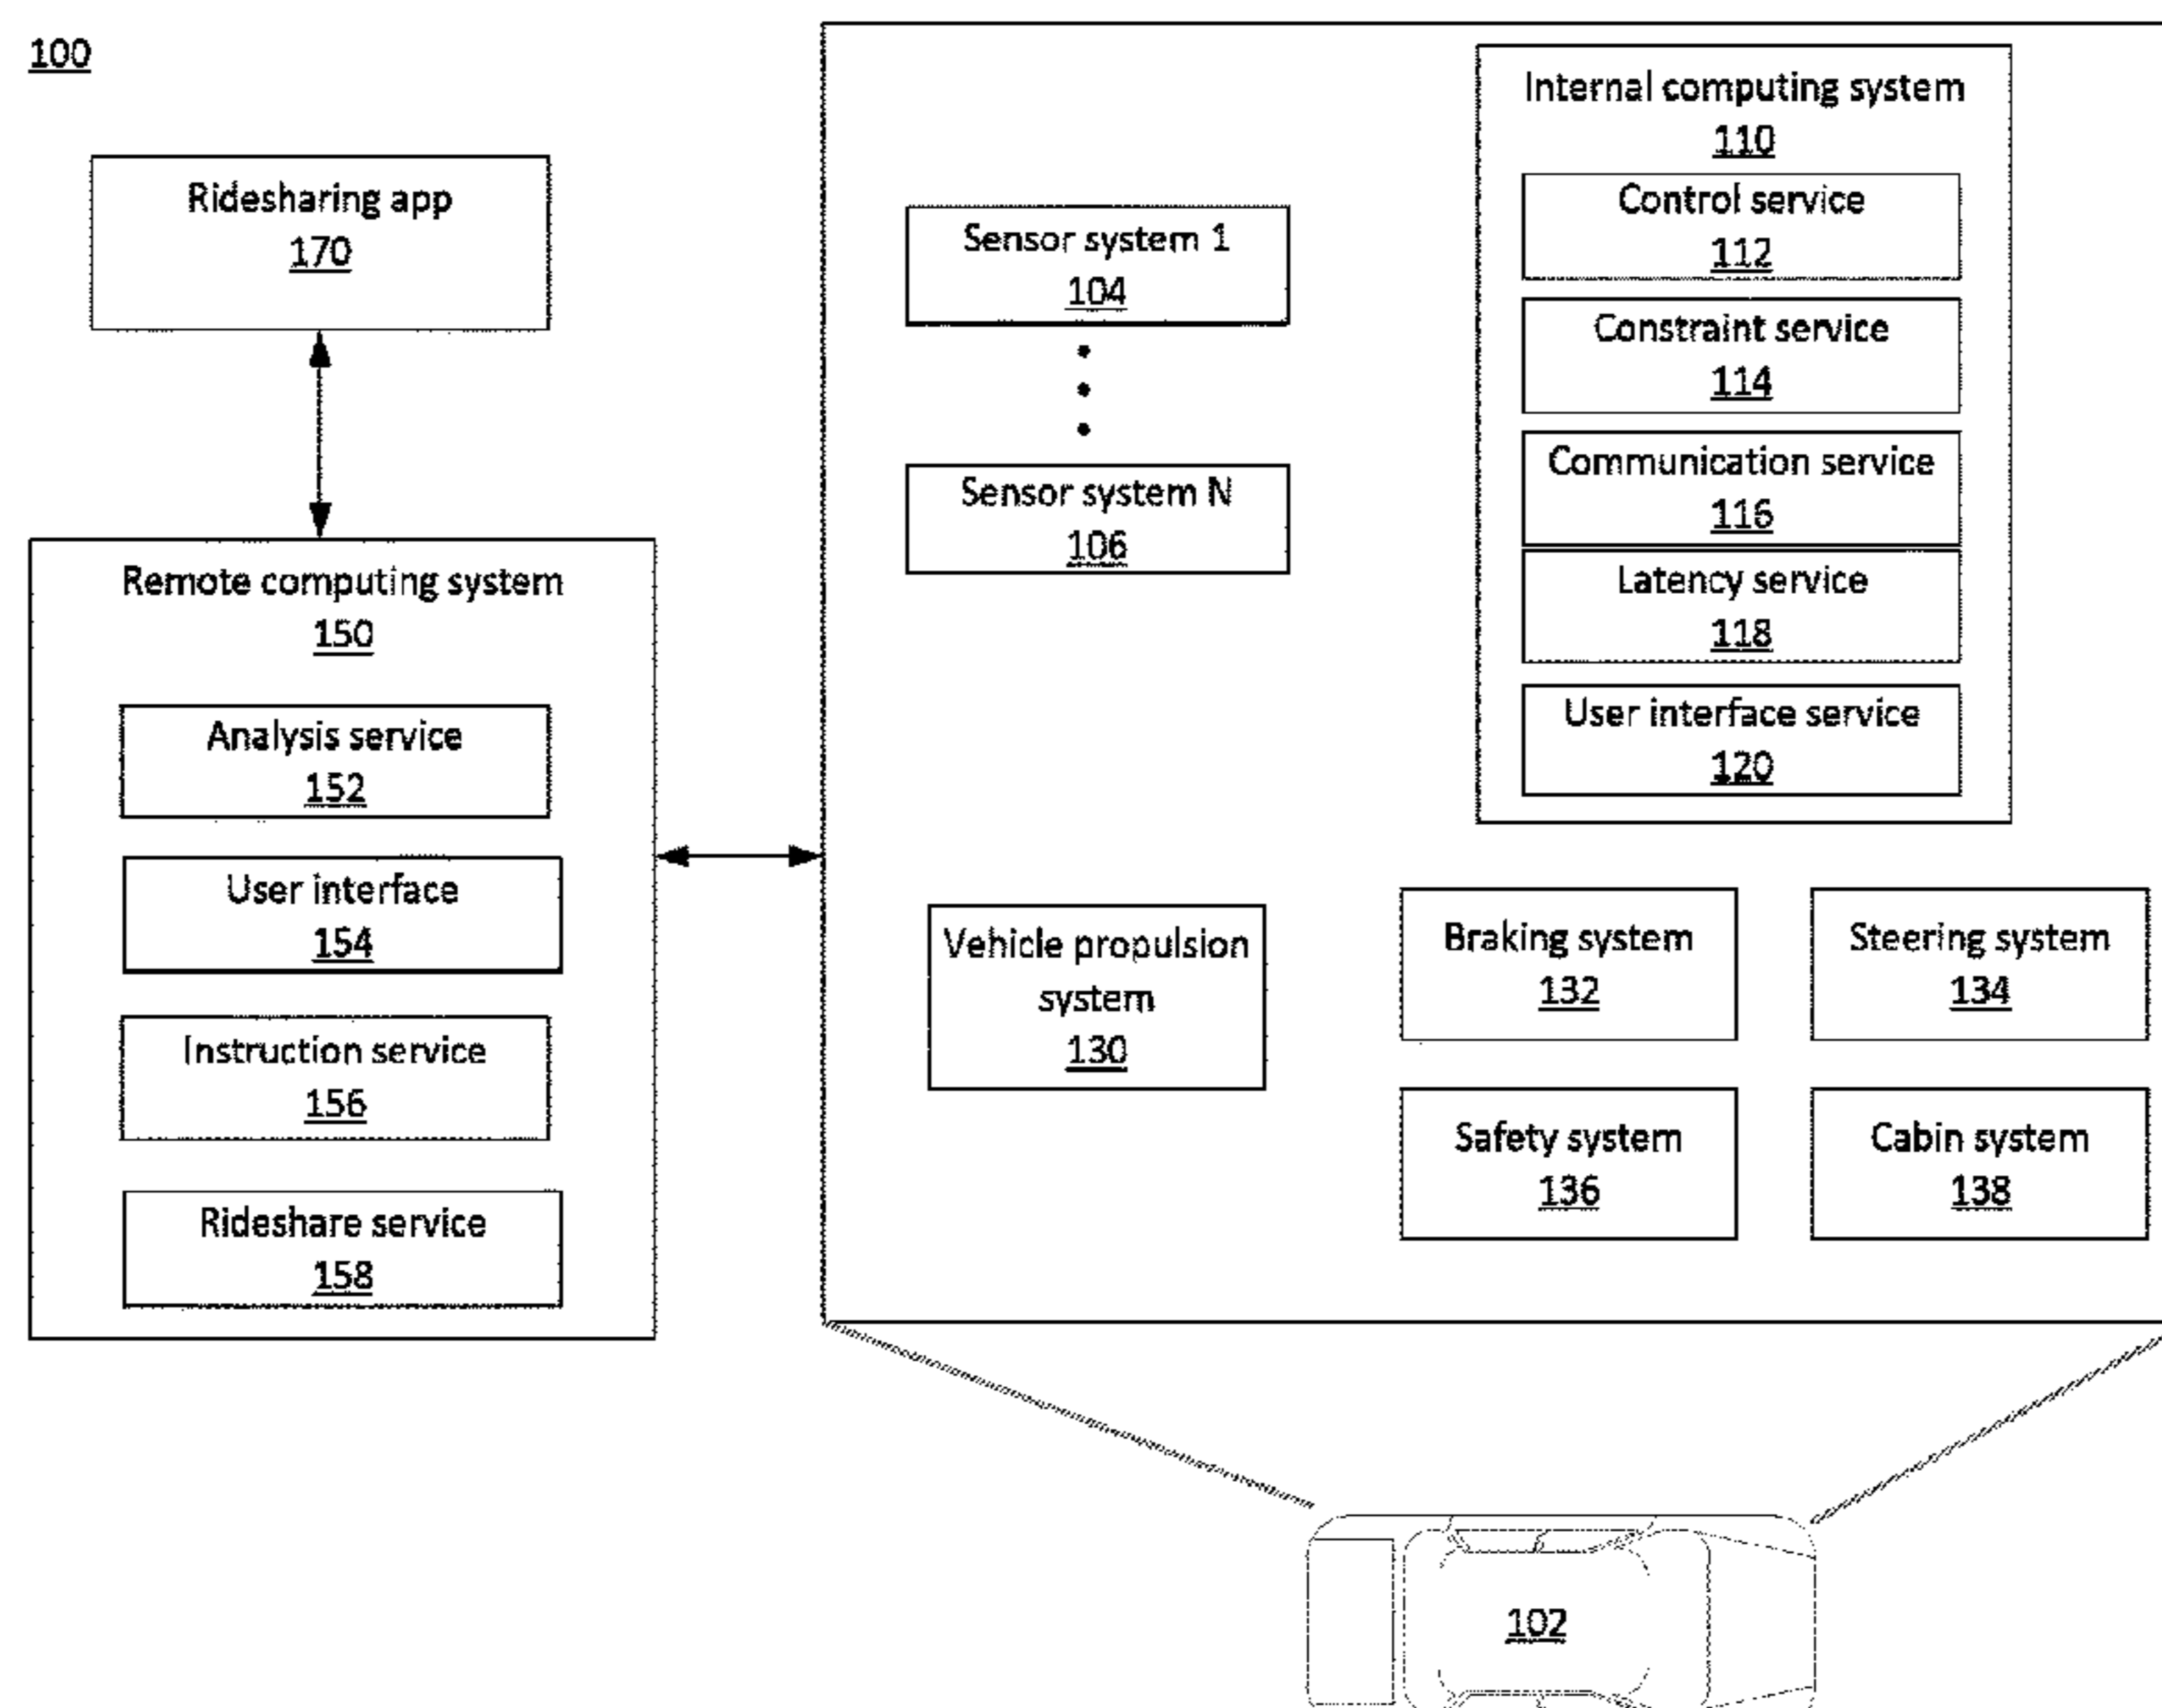 100
Ridesharing app
170
Remote computing system
150
Analysis service
152
User interface
154
Instruction service
156
Rideshare service
158
Sensor system 1
104
Sensor system N
106
Internal computing system
110
Control service
112
Constraint service
114
Communication service
116
Latency service
118
User interface service
120
Vehicle propulsion
system
130
Braking system
132
Steering system
134
Safety system
136
Cabin system
138
102